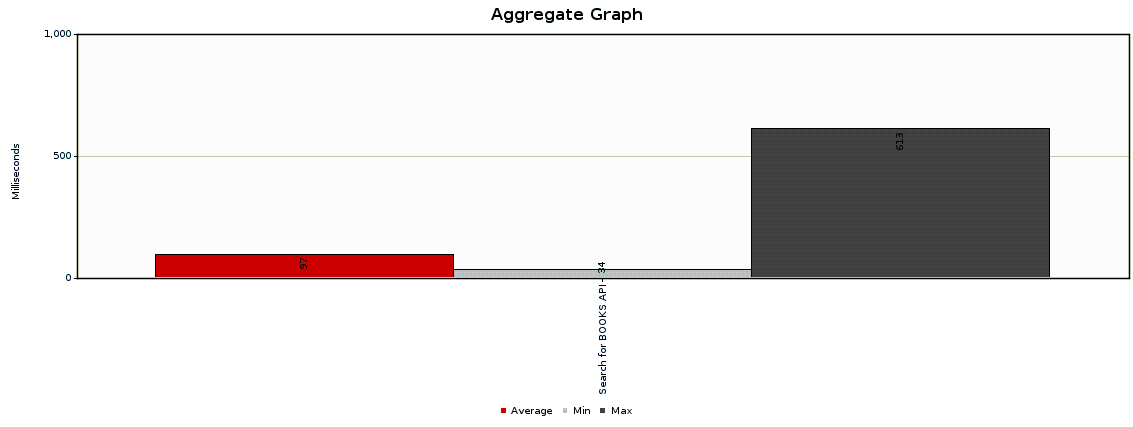 Aggregate Graph
1,000
500
0
Milliseconds
97
34
613
Search for BOOKS API-
Average Min Max